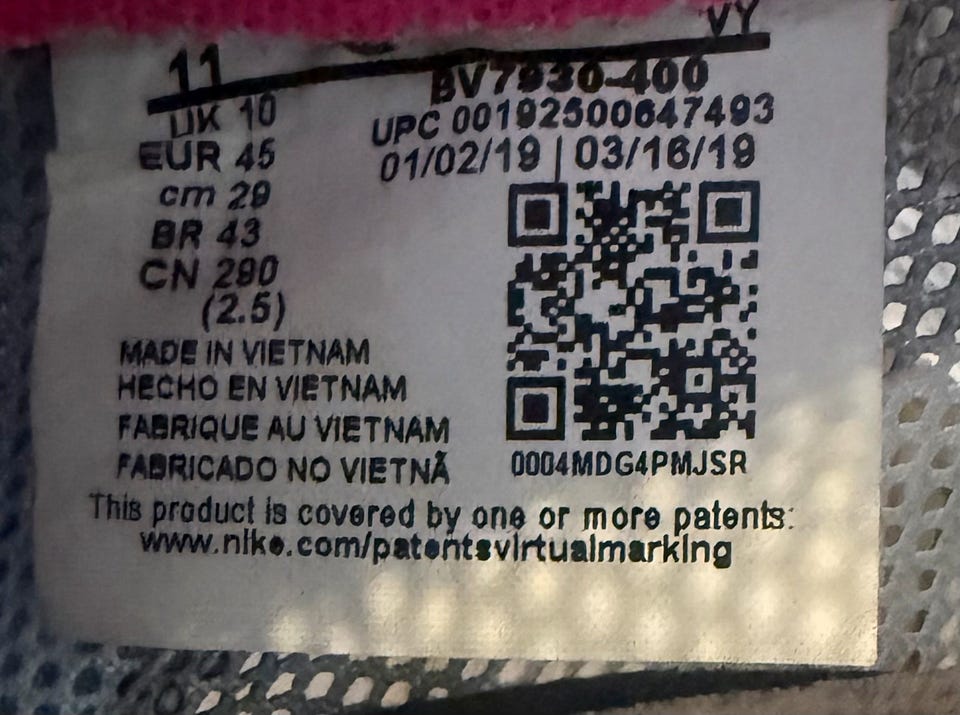 VY
11 BV7930-400
UK 10 UPC 00192500647493
EUR 45 01/02/19 | 03/16/19
cm 29
BR 43
CN 290
(2.5)
MADE IN VIETNAM
HECHO EN VIETNAM
FABRIQUE AU VIETNAM
FABRICADO NO VIETNÃ
0004MDG4PMJSR
This product is covered by one or more patents:
www.nike.com/patentsvirtualmarking